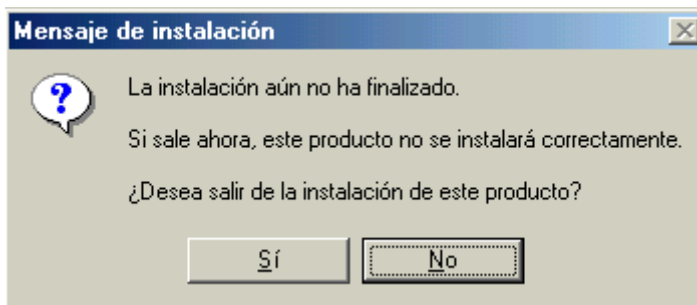 Mensaje de instalación
La instalación aún no ha finalizado.
Si sale ahora, este producto no se instalará correctamente.
¿Desea salir de la instalación de este producto?
Sí
No